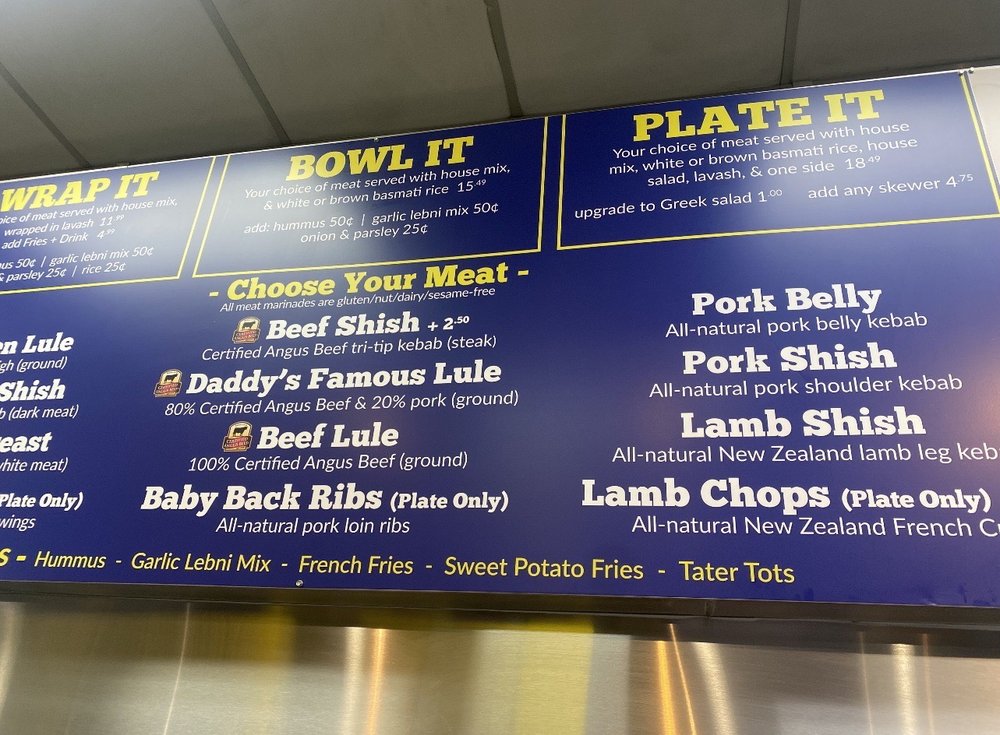 WRAP IT
of meat served with house mix,
wrapped in lavash 11.99
add Fries + Drink 4.99
50¢ | garlic lebni mix 50¢
& parsley 25¢ | rice 25¢
BOWL IT
Your choice of meat served with house mix,
& white or brown basmati rice 15.49
add: hummus 50¢ | garlic lebni mix 50¢
onion & parsley 25¢
PLATE IT
Your choice of meat served with house
mix, white or brown basmati rice, house
salad, lavash, & one side 18.49
upgrade to Greek salad 1.00 add any skewer 4.75
- Choose Your Meat -
All meat marinades are gluten/nut/dairy/sesame-free
Lule
(ground)
Shish
(dark meat)
(white meat)
Plate Only)
wings
Beef Shish + 2.50
Certified Angus Beef tri-tip kebab (steak)
Daddy's Famous Lule
80% Certified Angus Beef & 20% pork (ground)
Beef Lule
100% Certified Angus Beef (ground)
Baby Back Ribs (Plate Only)
All-natural pork loin ribs
Pork Belly
All-natural pork belly kebab
Pork Shish
All-natural pork shoulder kebab
Lamb Shish
All-natural New Zealand lamb leg
Lamb Chops (Plate Only)
All-natural New Zealand French
- Hummus - Garlic Lebni Mix - French Fries - Sweet Potato Fries - Tater Tots